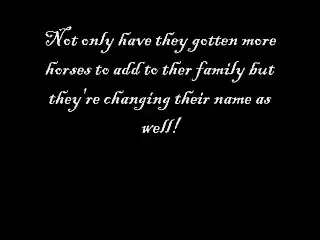 Not only have they gotten more
horses to add to ther family but
they're changing their name as
well!